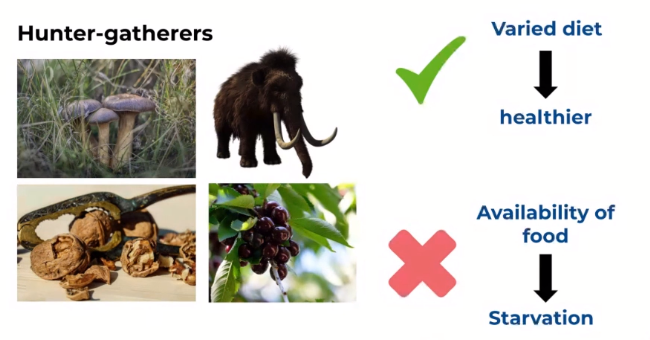 Hunter-gatherers
Varied diet
healthier
Availability of
food
Starvation